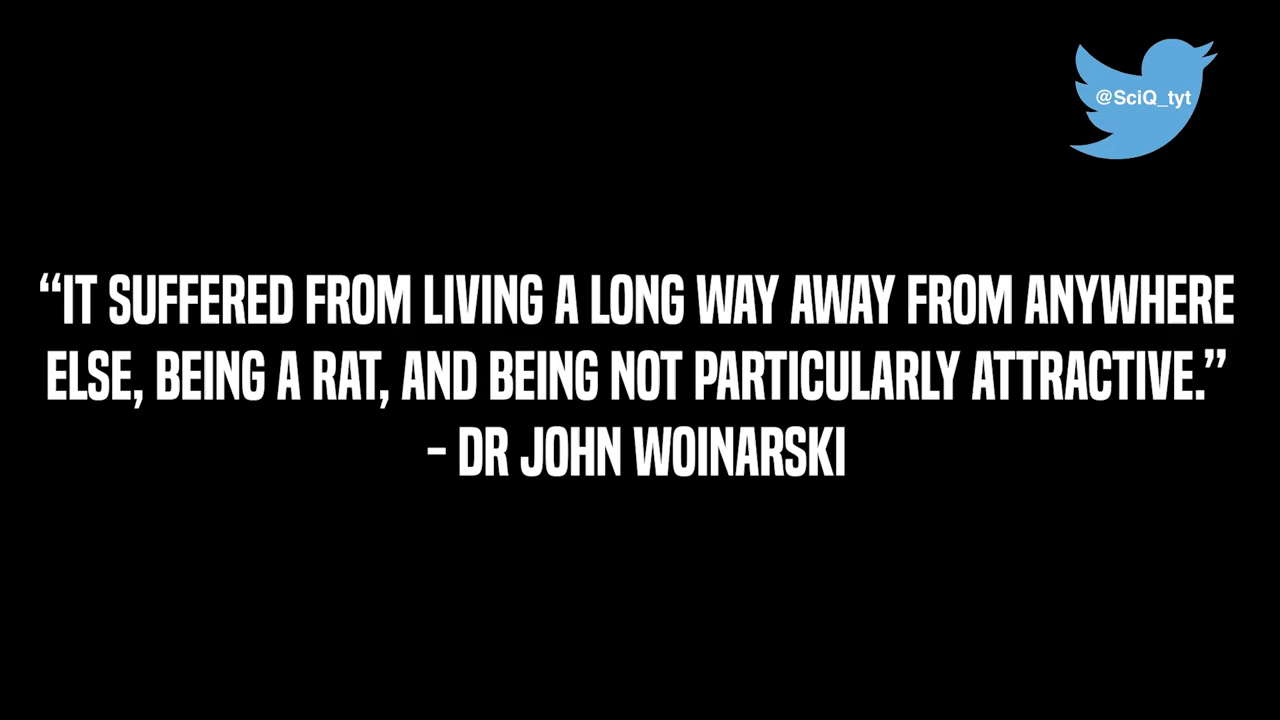 @SciQ_tyt
“IT SUFFERED FROM LIVING A LONG WAY AWAY FROM ANYWHERE
ELSE, BEING A RAT, AND BEING NOT PARTICULARLY ATTRACTIVE.”
- DR JOHN WOINARSKI